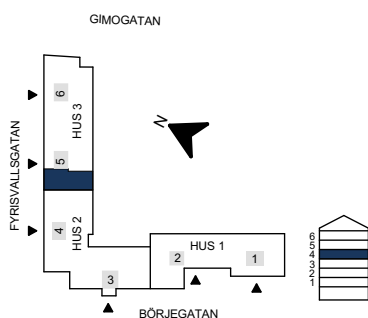 GIMOGATAN
N
6
HUS 3
FYRISVALLSGATAN
5
4
HUS 2
3
HUS 1
2
1
BÖRJEGATAN
6
5
4
3
2
1